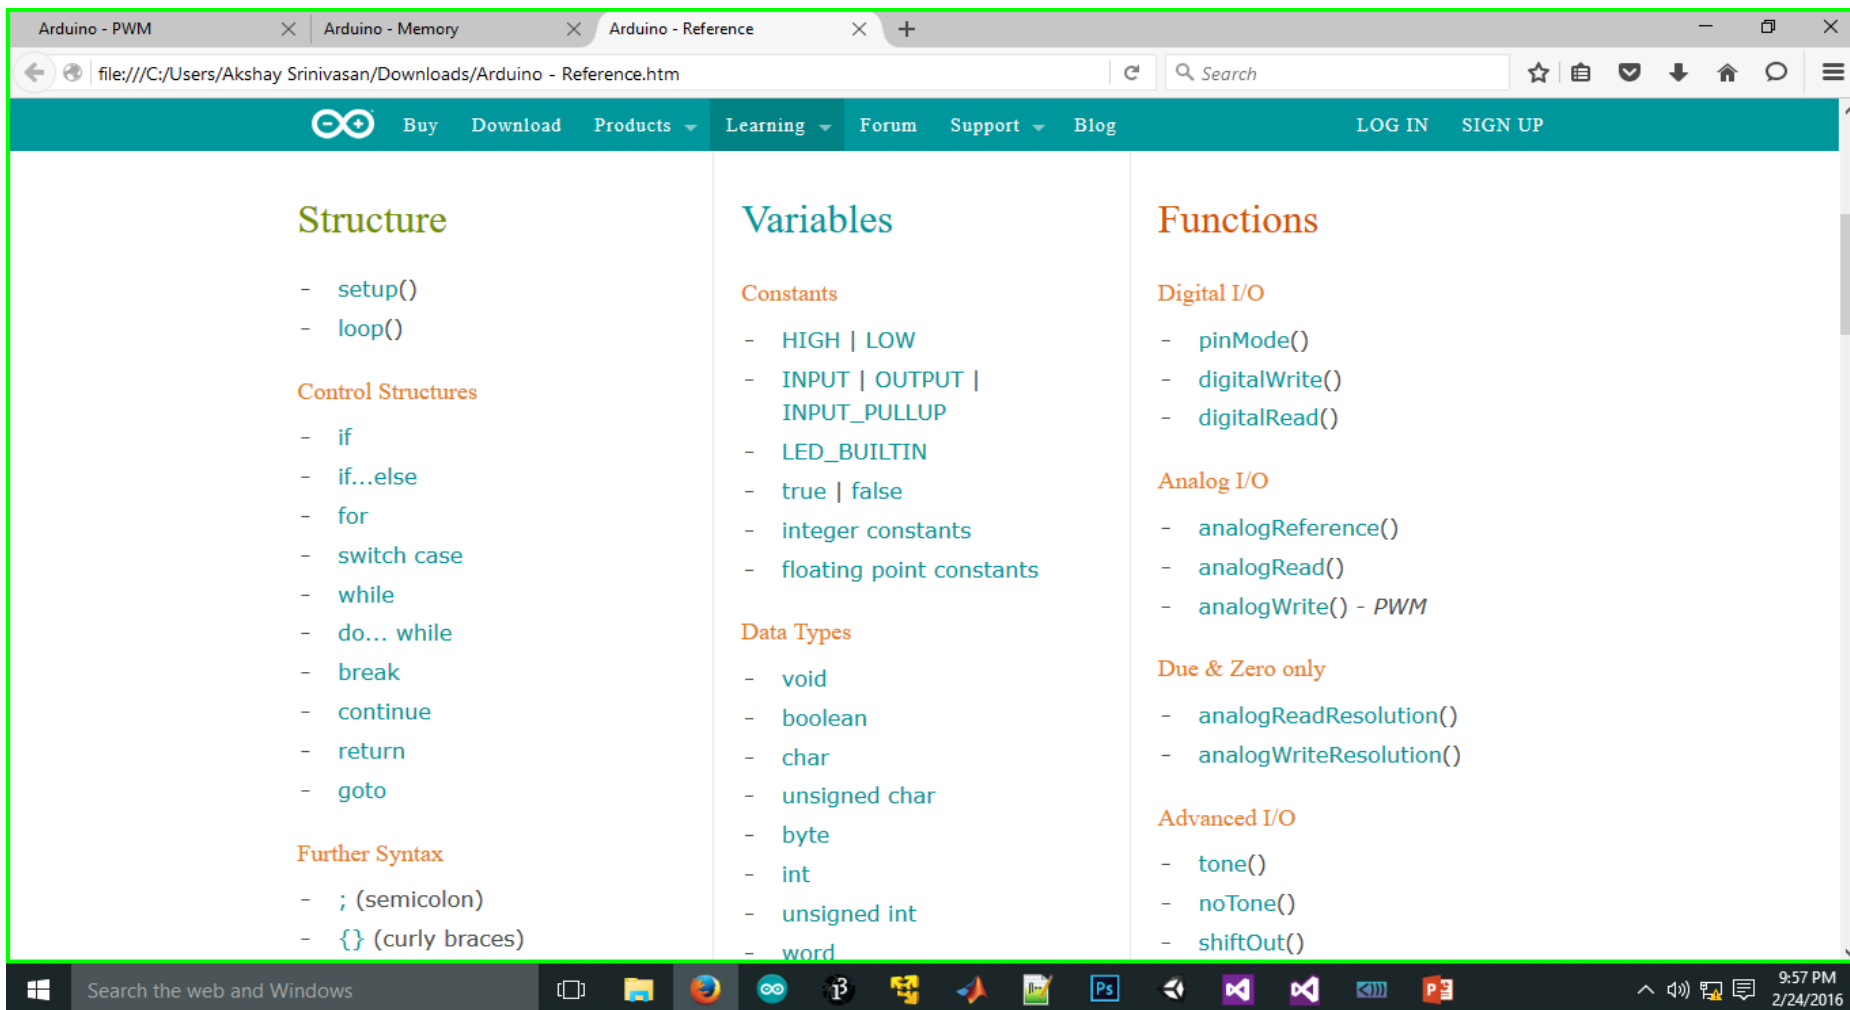 Arduino - PWM
Arduino - Memory
Arduino - Reference
file:///C:/Users/Akshay Srinivasan/Downloads/Arduino - Reference.htm
Search
Buy Download Products Learning Forum Support Blog LOG IN SIGN UP
Structure
- setup()
- loop()
Control Structures
- if
- if...else
- for
- switch case
- while
- do... while
- break
- continue
- return
- goto
Further Syntax
- ; (semicolon)
- {} (curly braces)
Variables
Constants
- HIGH | LOW
- INPUT | OUTPUT |
INPUT_PULLUP
- LED_BUILTIN
- true | false
- integer constants
- floating point constants
Data Types
- void
- boolean
- char
- unsigned char
- byte
- int
- unsigned int
- word
Functions
Digital I/O
- pinMode()
- digitalWrite()
- digitalRead()
Analog I/O
- analogReference()
- analogRead()
- analogWrite() - PWM
Due & Zero only
- analogReadResolution()
- analogWriteResolution()
Advanced I/O
- tone()
- noTone()
- shiftOut()
Search the web and Windows
Ps
9:57 PM
2/24/2016